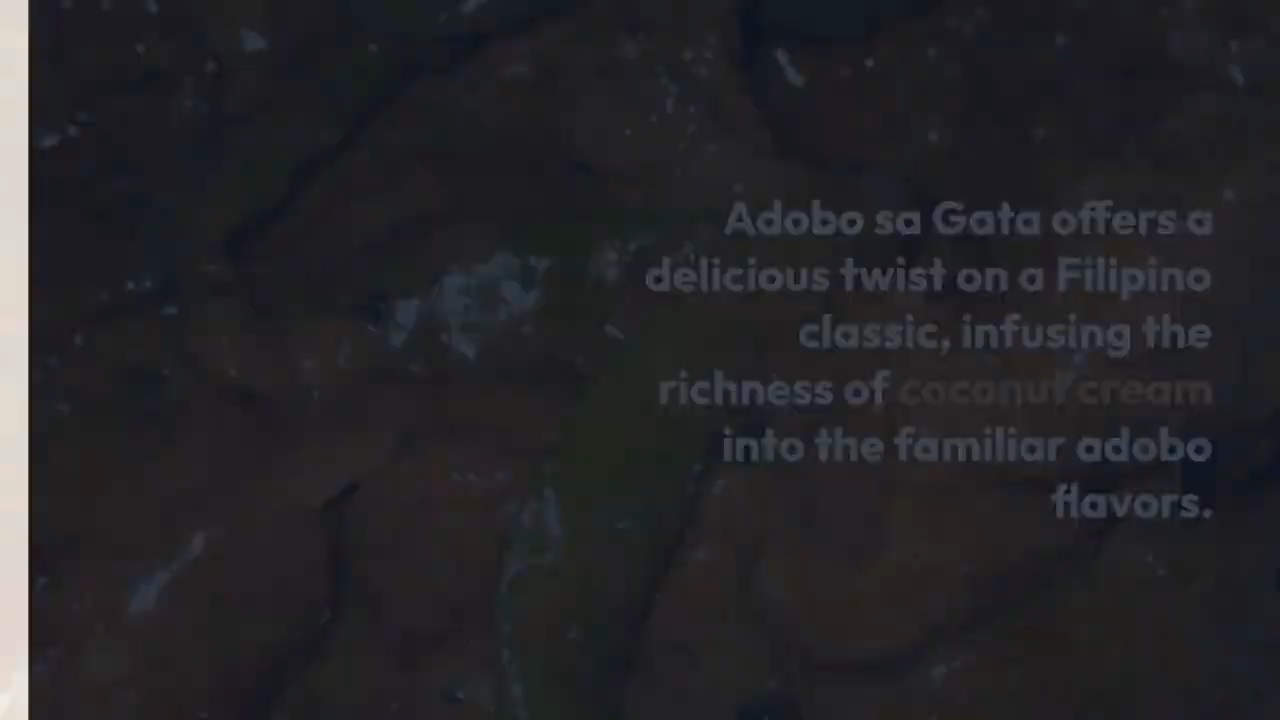 Adobo sa Gata offers a
delicious twist on a Filipino
classic, infusing the
richness of coconut cream
into the familiar adobo
flavors.